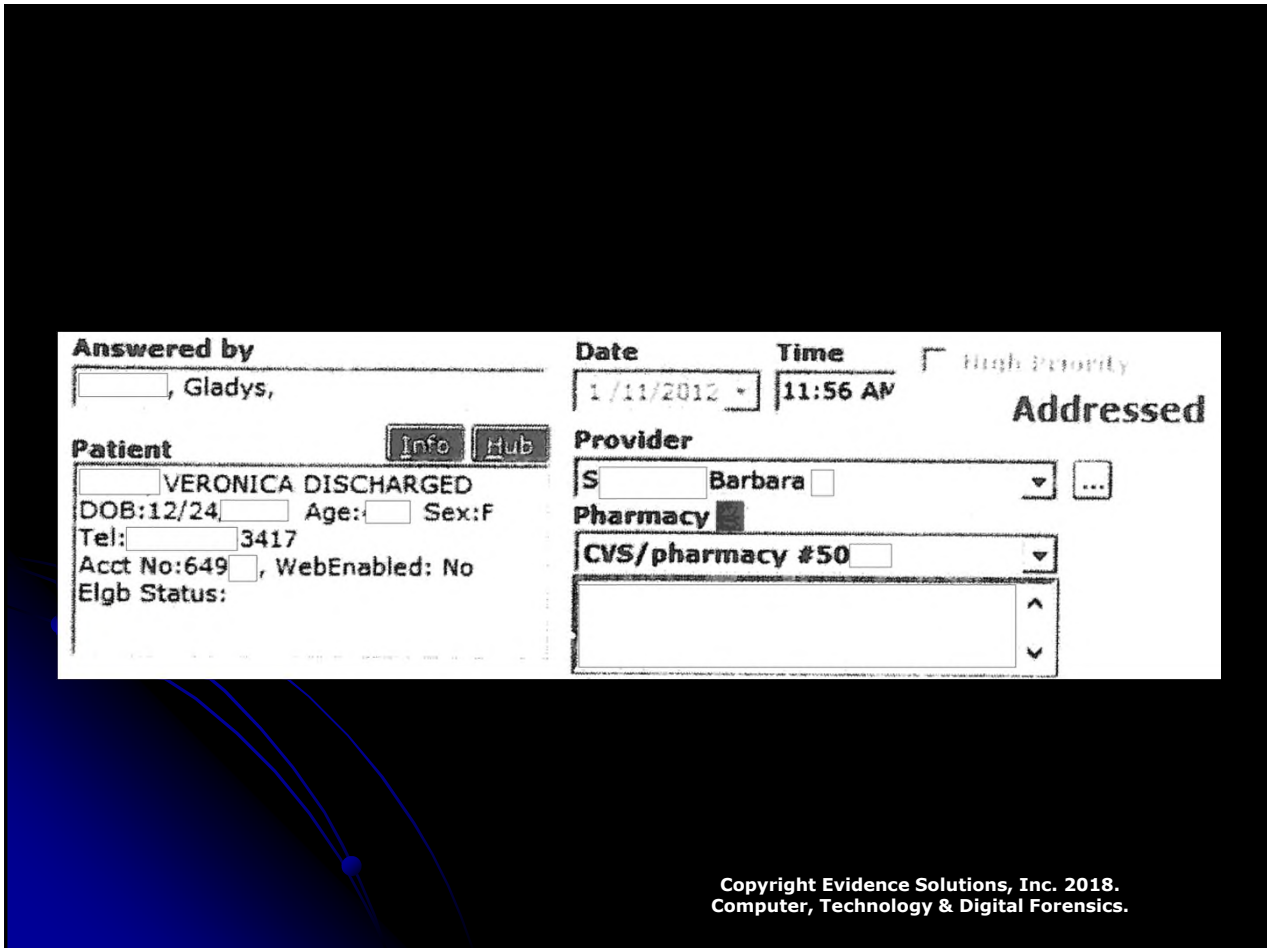 Answered by
, Gladys,
Patient Info Hub
VERONICA DISCHARGED
DOB:12/24 Age: Sex:F
Tel: 3417
Acct No:649 , WebEnabled: No
Elgb Status:
Date Time High Priority
1/11/2012 11:56 AM
Addressed
Provider
S Barbara ...
Pharmacy
CVS/pharmacy #50
Copyright Evidence Solutions, Inc. 2018.
Computer, Technology & Digital Forensics.